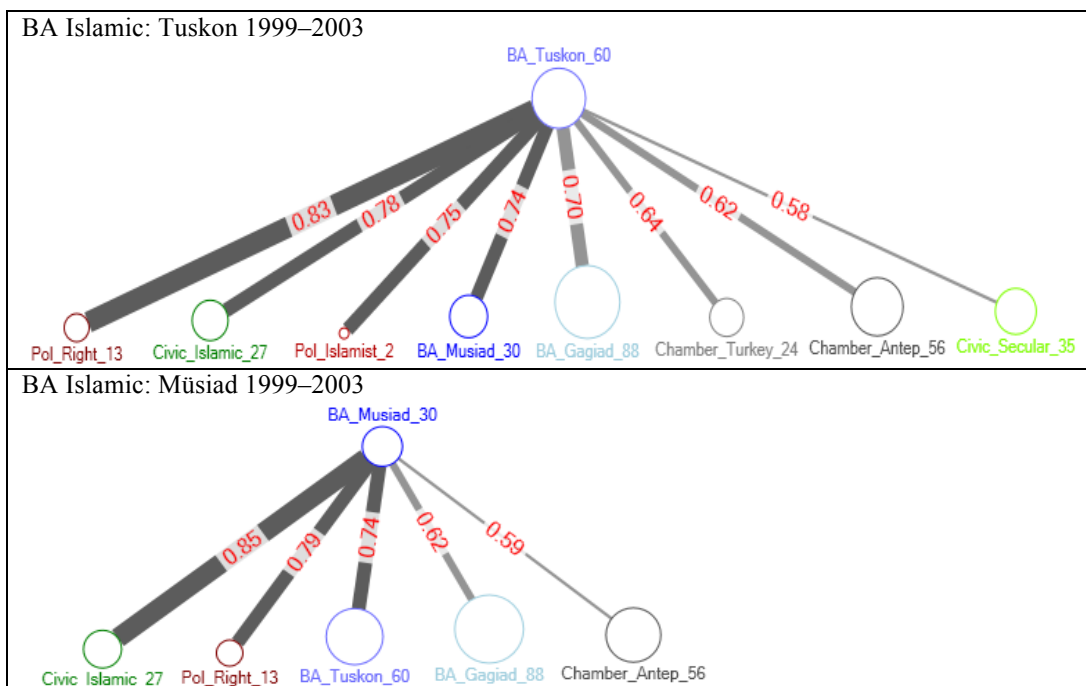 BA Islamic: Tuskon 1999–2003
BA_Tuskon_60
0.83
0.78
0.75
0.74
0.70
0.64
0.62
0.58
Pol_Right_13
Civic_Islamic_27
Pol_Islamist_2
BA_Musiad_30
BA_Gagiad_88
Chamber_Turkey_24
Chamber_Antep_56
Civic_Secular_35
BA Islamic: Müsiad 1999–2003
BA_Musiad_30
0.85
0.79
0.74
0.62
0.59
Civic_Islamic_27
Pol_Right_13
BA_Tuskon_60
BA_Gagiad_88
Chamber_Antep_56